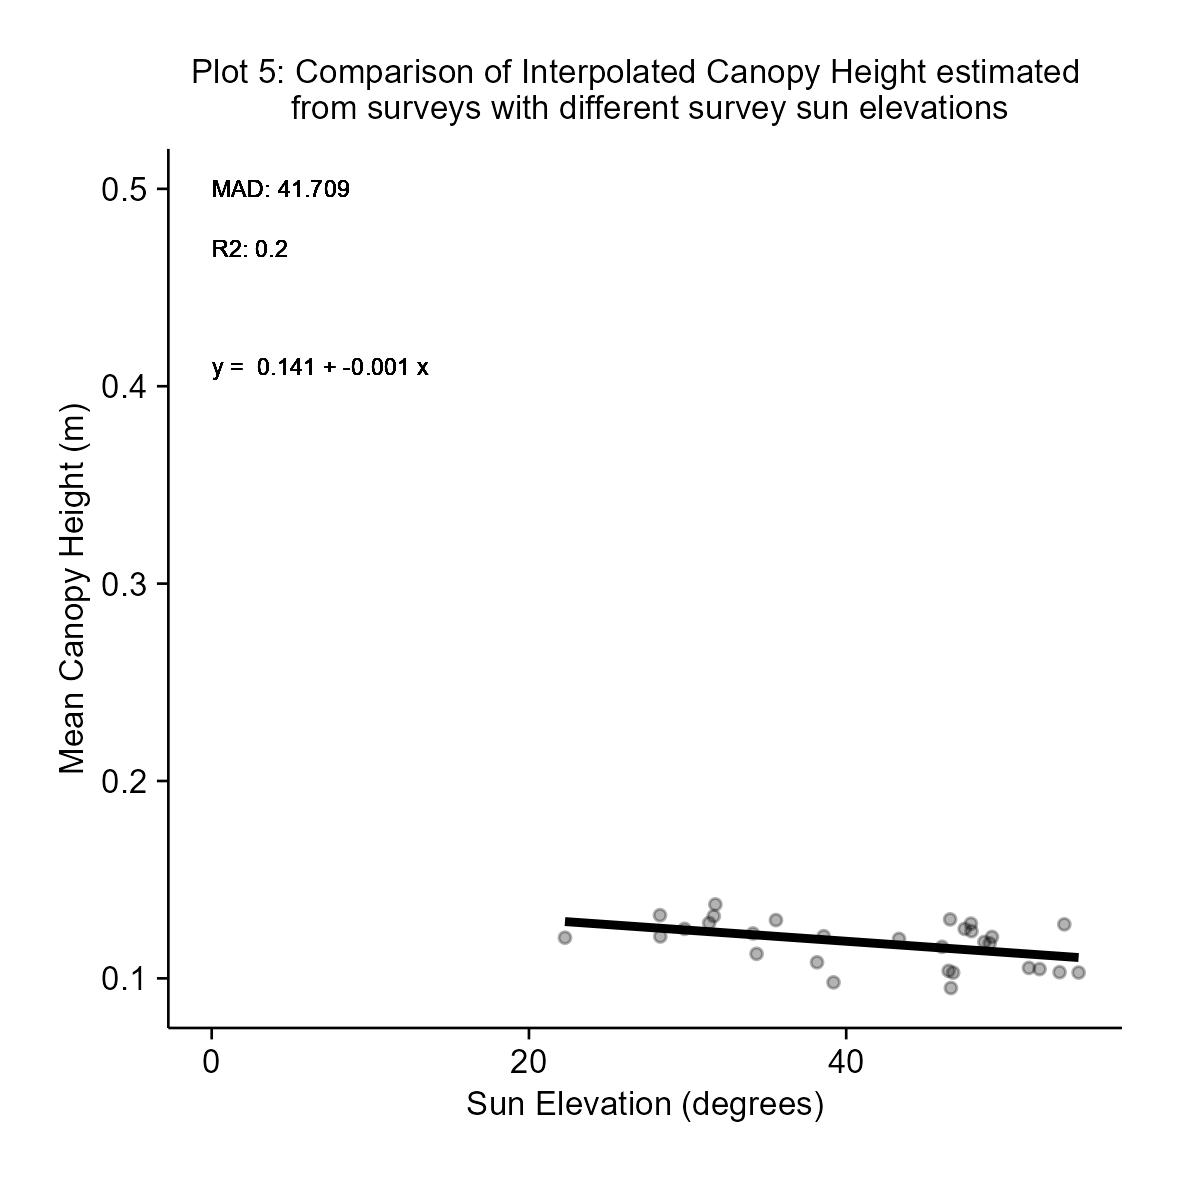 Plot 5: Comparison of Interpolated Canopy Height estimated
from surveys with different survey sun elevations
0.5
MAD: 41.709
R2: 0.2
y =  0.141 + -0.001 x
0.4
0.3
0.2
0.1
Mean Canopy Height (m)
0
20
40
Sun Elevation (degrees)